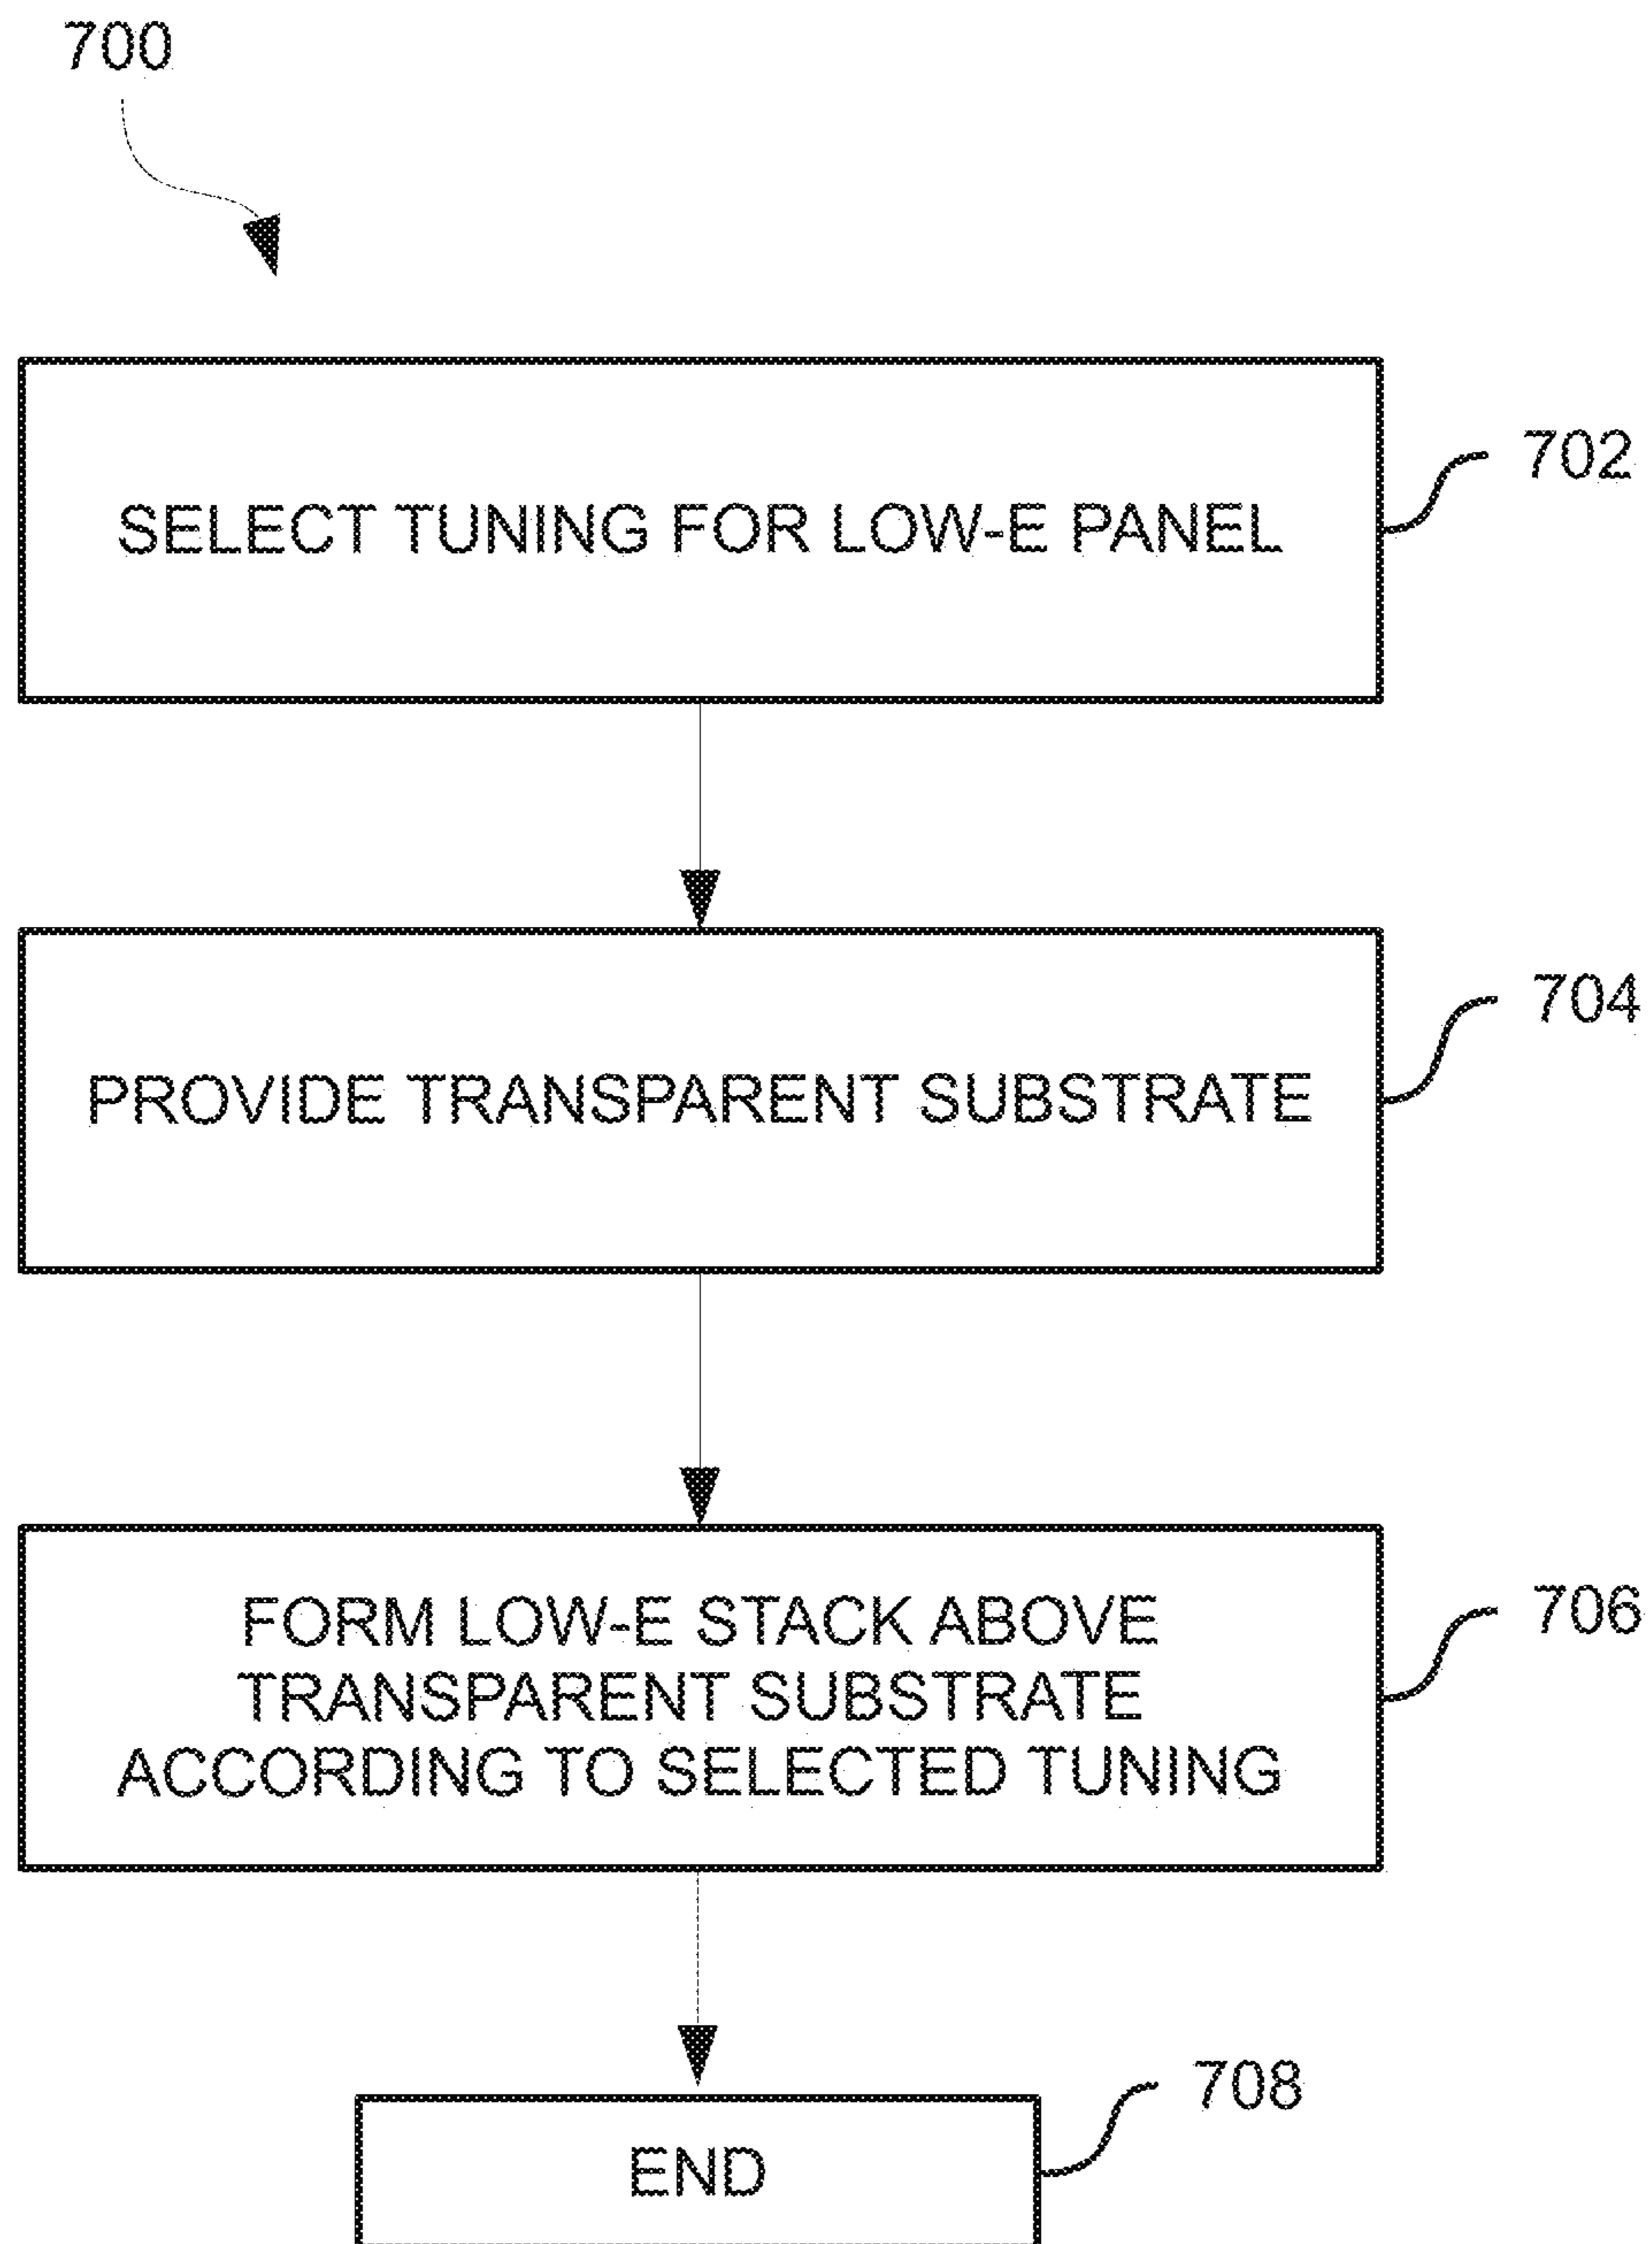 700
SELECT TUNING FOR LOW-E PANEL
702
PROVIDE TRANSPARENT SUBSTRATE
704
FORM LOW-E STACK ABOVE
TRANSPARENT SUBSTRATE
ACCORDING TO SELECTED TUNING
706
END
708